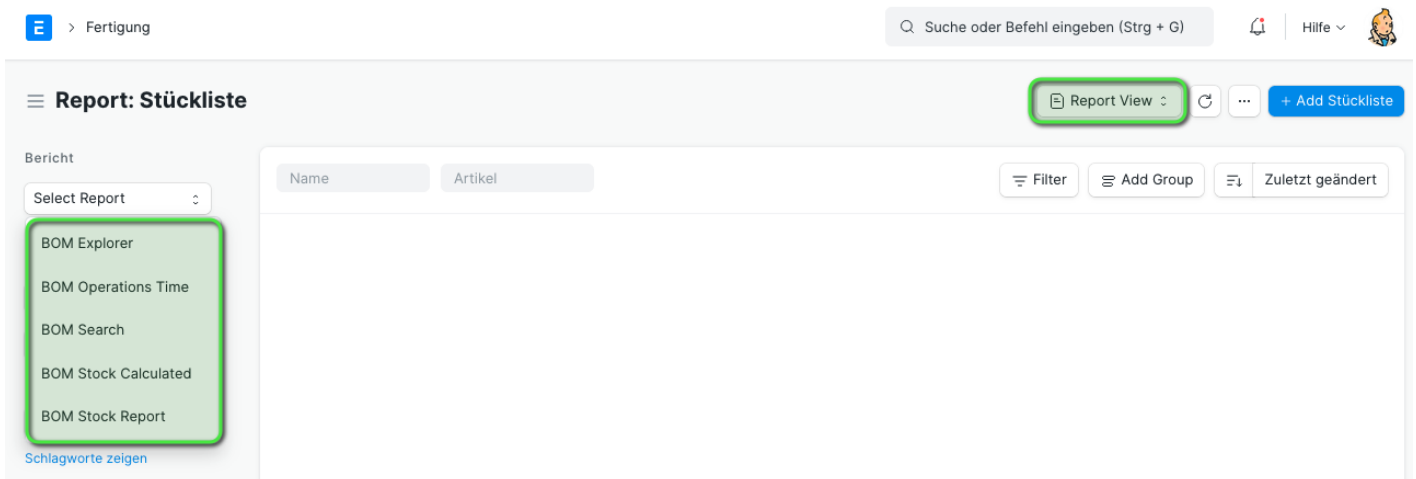 E > Fertigung
Suche oder Befehl eingeben (Strg + G)
Hilfe
Report: Stückliste
Report View
...
+ Add Stückliste
Bericht
Select Report
BOM Explorer
BOM Operations Time
BOM Search
BOM Stock Calculated
BOM Stock Report
Schlagworte zeigen
Name
Artikel
Filter
Add Group
Zuletzt geändert